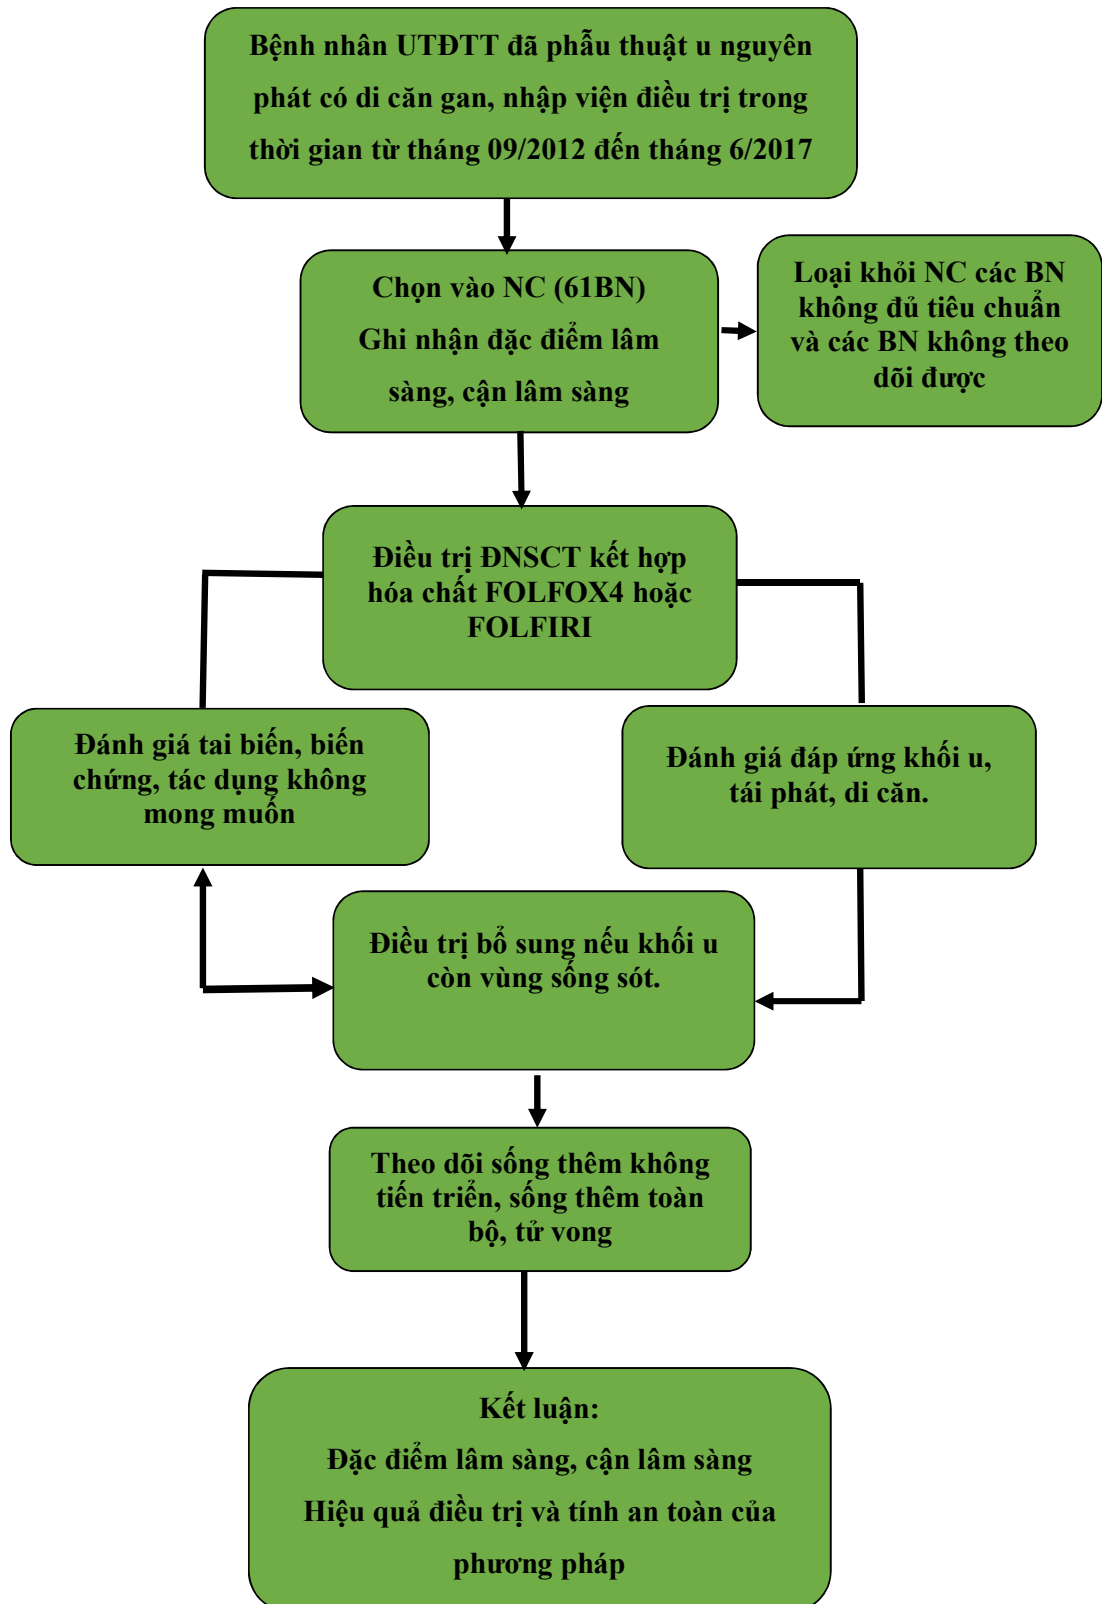 Bệnh nhân UTĐTT đã phẫu thuật u nguyên
phát có di căn gan, nhập viện điều trị trong
thời gian từ tháng 09/2012 đến tháng 6/2017
Chọn vào NC (61BN)
Ghi nhận đặc điểm lâm
sàng, cận lâm sàng
Loại khỏi NC các BN
không đủ tiêu chuẩn
và các BN không theo
dõi được
Điều trị ĐNSCT kết hợp
hóa chất FOLFOX4 hoặc
FOLFIRI
Đánh giá tai biến, biến
chứng, tác dụng không
mong muốn
Đánh giá đáp ứng khối u,
tái phát, di căn.
Điều trị bổ sung nếu khối u
còn vùng sống sót.
Theo dõi sống thêm không
tiến triển, sống thêm toàn
bộ, tử vong
Kết luận:
Đặc điểm lâm sàng, cận lâm sàng
Hiệu quả điều trị và tính an toàn của
phương pháp